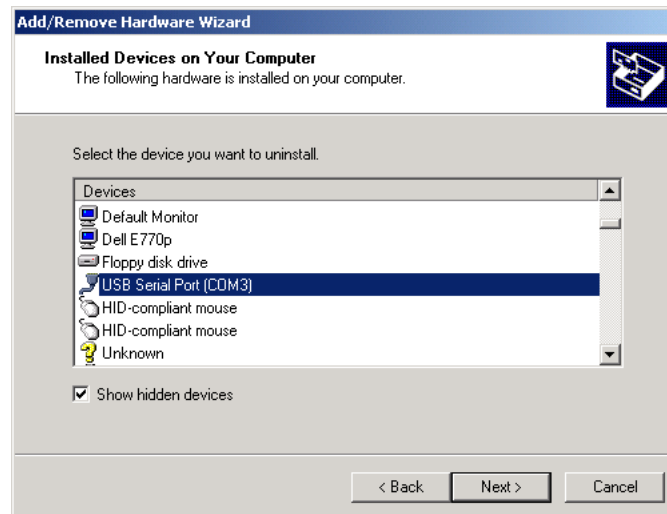 Add/Remove Hardware Wizard
Installed Devices on Your Computer
The following hardware is installed on your computer.
Select the device you want to uninstall.
Devices
Default Monitor
Dell E770p
Floppy disk drive
USB Serial Port (COM3)
HID-compliant mouse
HID-compliant mouse
Unknown
Show hidden devices
< Back Next > Cancel